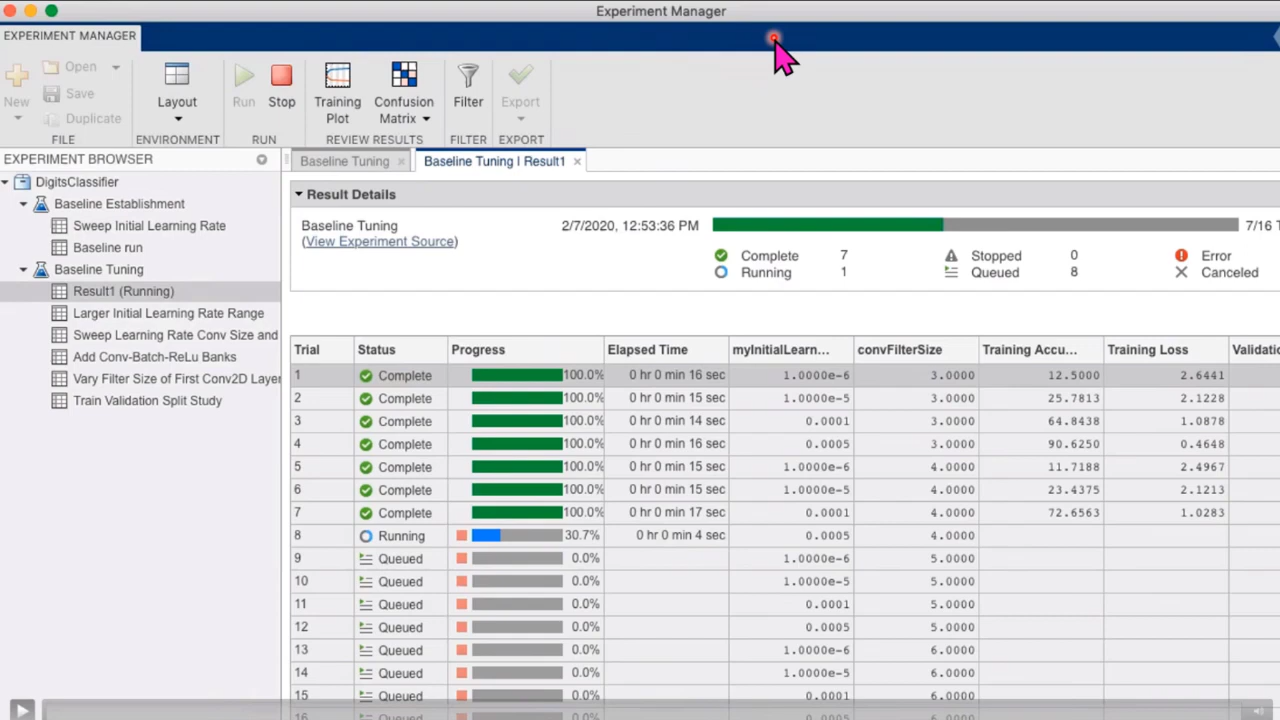 Experiment Manager
EXPERIMENT MANAGER
New
Open
Save
Duplicate
FILE
Layout
ENVIRONMENT
Run
Stop
RUN
Training
Plot
Confusion
Matrix
REVIEW RESULTS
Filter
FILTER
Export
EXPORT
EXPERIMENT BROWSER
DigitsClassifier
Baseline Establishment
Sweep Initial Learning Rate
Baseline run
Baseline Tuning
Result1 (Running)
Larger Initial Learning Rate Range
Sweep Learning Rate Conv Size and
Add Conv-Batch-ReLu Banks
Vary Filter Size of First Conv2D Layer
Train Validation Split Study
Baseline Tuning
Baseline Tuning | Result1
Result Details
Baseline Tuning 2/7/2020, 12:53:36 PM 7/16 T
(View Experiment Source)
Complete 7 Stopped 0 Error
Running 1 Queued 8 Canceled
Trial Status Progress Elapsed Time myInitialLearn... convFilterSize Training Accu... Training Loss Validatio
1 Complete 100.0% 0 hr 0 min 16 sec 1.0000e-6 3.0000 12.5000 2.6441
2 Complete 100.0% 0 hr 0 min 15 sec 1.0000e-5 3.0000 25.7813 2.1228
3 Complete 100.0% 0 hr 0 min 14 sec 0.0001 3.0000 64.8438 1.0878
4 Complete 100.0% 0 hr 0 min 16 sec 0.0005 3.0000 90.6250 0.4648
5 Complete 100.0% 0 hr 0 min 15 sec 1.0000e-6 4.0000 11.7188 2.4967
6 Complete 100.0% 0 hr 0 min 15 sec 1.0000e-5 4.0000 23.4375 2.1213
7 Complete 100.0% 0 hr 0 min 17 sec 0.0001 4.0000 72.6563 1.0283
8 Running 30.7% 0 hr 0 min 4 sec 0.0005 4.0000
9 Queued 0.0% 1.0000e-6 5.0000
10 Queued 0.0% 1.0000e-5 5.0000
11 Queued 0.0% 0.0001 5.0000
12 Queued 0.0% 0.0005 5.0000
13 Queued 0.0% 1.0000e-6 6.0000
14 Queued 0.0% 1.0000e-5 6.0000
15 Queued 0.0% 0.0001 6.0000
16 Queued 0.0% 0.0005 6.0000